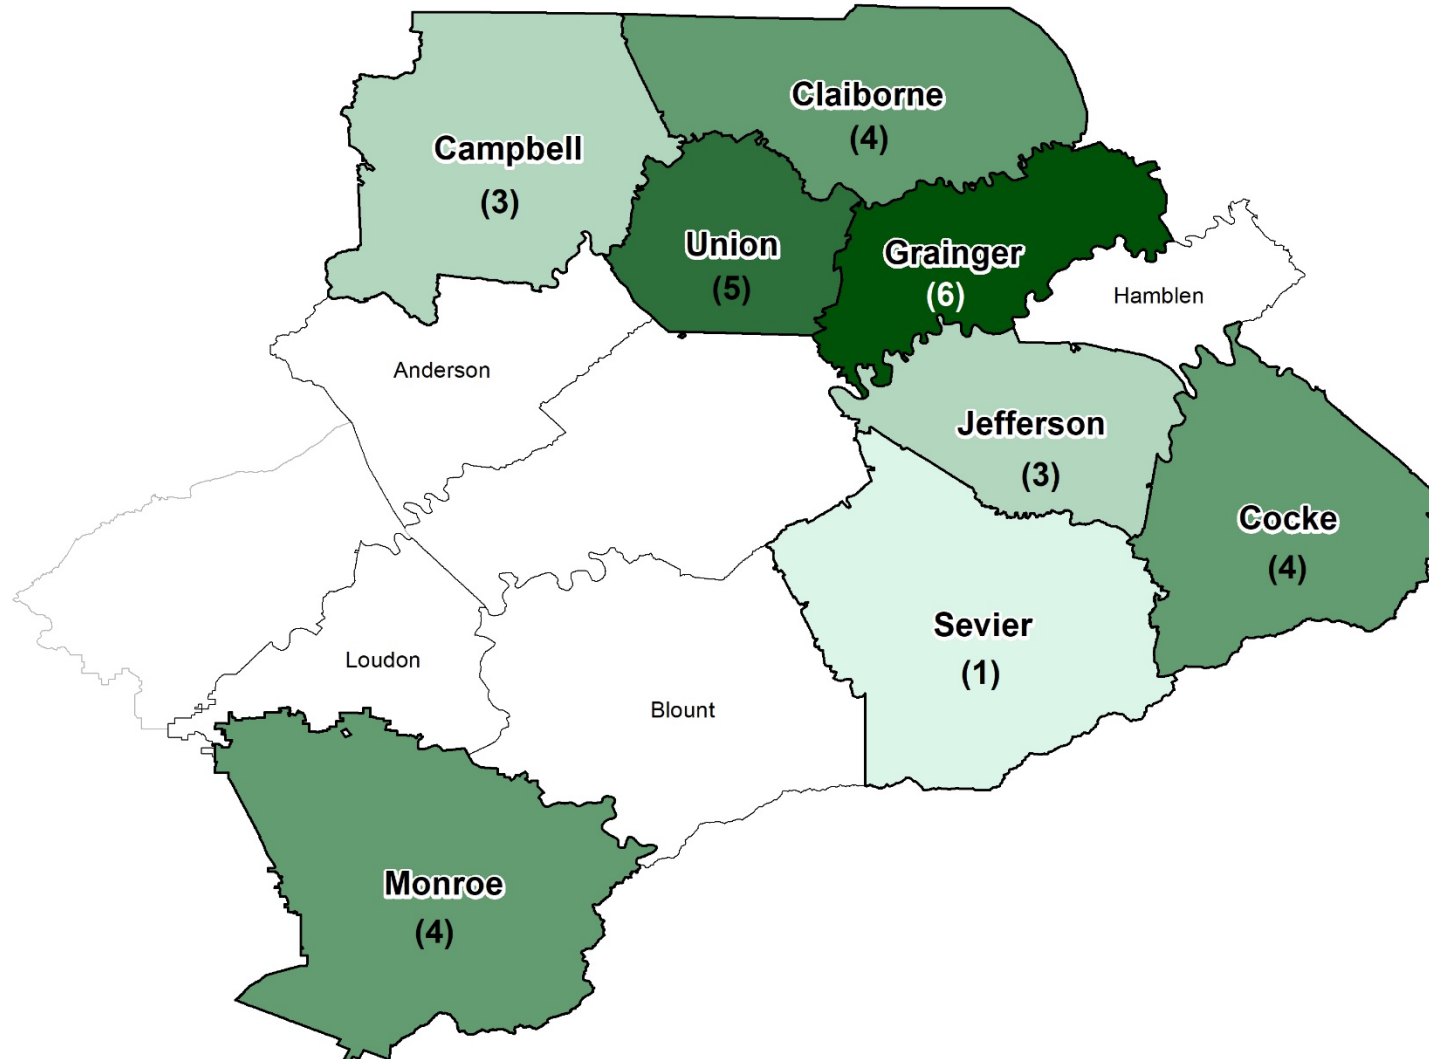 Claiborne
(4)
Campbell
(3)
Union
(5)
Grainger
(6)
Hamblen
Anderson
Jefferson
(3)
Cocke
(4)
Sevier
(1)
Loudon
Blount
Monroe
(4)